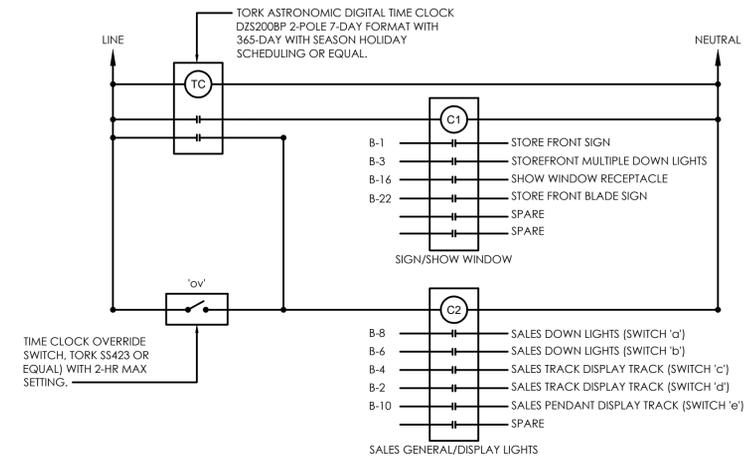 TORK ASTRONOMIC DIGITAL TIME CLOCK
DZS200BP 2-POLE 7-DAY FORMAT WITH
365-DAY WITH SEASON HOLIDAY
SCHEDULING OR EQUAL.
LINE
NEUTRAL
TC
C1
B-1 STORE FRONT SIGN
B-3 STOREFRONT MULTIPLE DOWN LIGHTS
B-16 SHOW WINDOW RECEPTACLE
B-22 STORE FRONT BLADE SIGN
SPARE
SPARE
SIGN/SHOW WINDOW
'ov'
C2
TIME CLOCK OVERRIDE
SWITCH, TORK SS423 OR
EQUAL) WITH 2-HR MAX
SETTING.
B-8 SALES DOWN LIGHTS (SWITCH 'a')
B-6 SALES DOWN LIGHTS (SWITCH 'b')
B-4 SALES TRACK DISPLAY TRACK (SWITCH 'c')
B-2 SALES TRACK DISPLAY TRACK (SWITCH 'd')
B-10 SALES PENDANT DISPLAY TRACK (SWITCH 'e')
SPARE
SALES GENERAL/DISPLAY LIGHTS